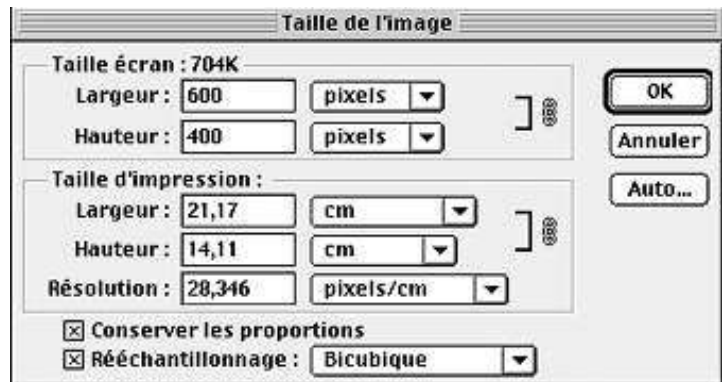 Taille de l'image
Taille écran : 704K
Largeur : 600 pixels
Hauteur : 400 pixels
OK
Annuler
Auto...
Taille d'impression :
Largeur : 21,17 cm
Hauteur : 14,11 cm
Résolution : 28,346 pixels/cm
Conserver les proportions
Rééchantillonnage : Bicubique